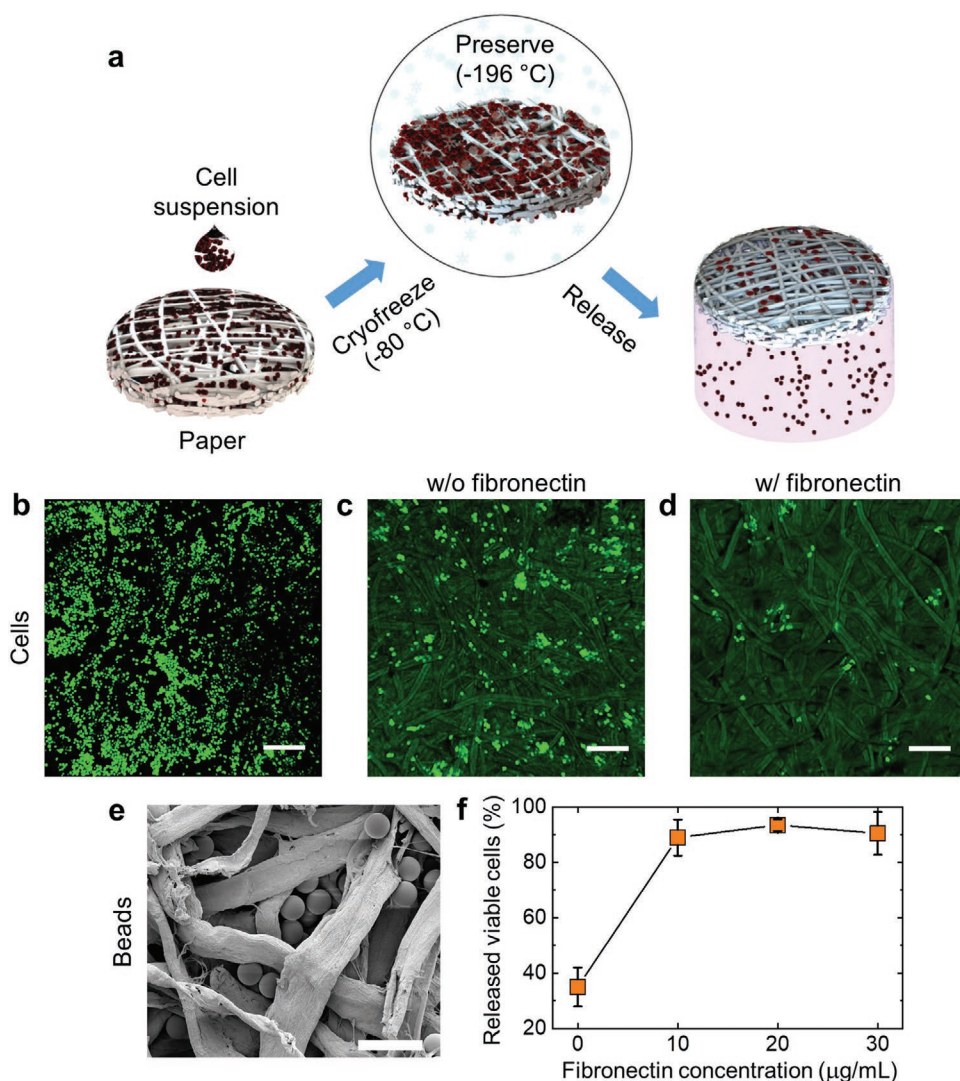 a
Preserve
(-196 °C)
Cell
suspension
Cryofreeze
(-80 °C)
Release
Paper
w/o fibronectin
w/ fibronectin
b
c
d
Cells
e
Beads
f
Released viable cells (%)
100
80
60
40
20
0
10
20
30
Fibronectin concentration (µg/mL)